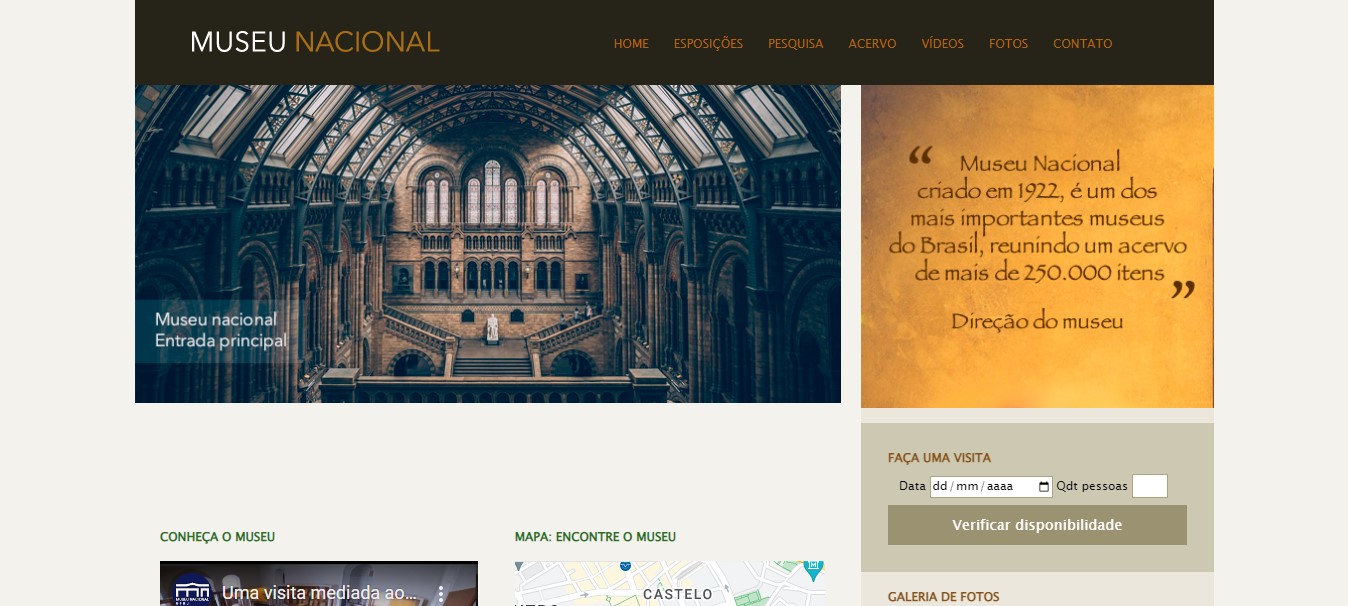 MUSEU NACIONAL
HOME ESPOSIÇÕES PESQUISA ACERVO VÍDEOS FOTOS CONTATO
Museu nacional
Entrada principal
“ Museu Nacional
criado em 1922, é um dos
mais importantes museus
do Brasil, reunindo um acervo
de mais de 250.000 itens ”
Direção do museu
FAÇA UMA VISITA
Data dd/mm/aaaa Qdt pessoas
Verificar disponibilidade
CONHEÇA O MUSEU
MAPA: ENCONTRE O MUSEU
Uma visita mediada ao...
MUSEU NACIONAL
CASTELO
GALERIA DE FOTOS